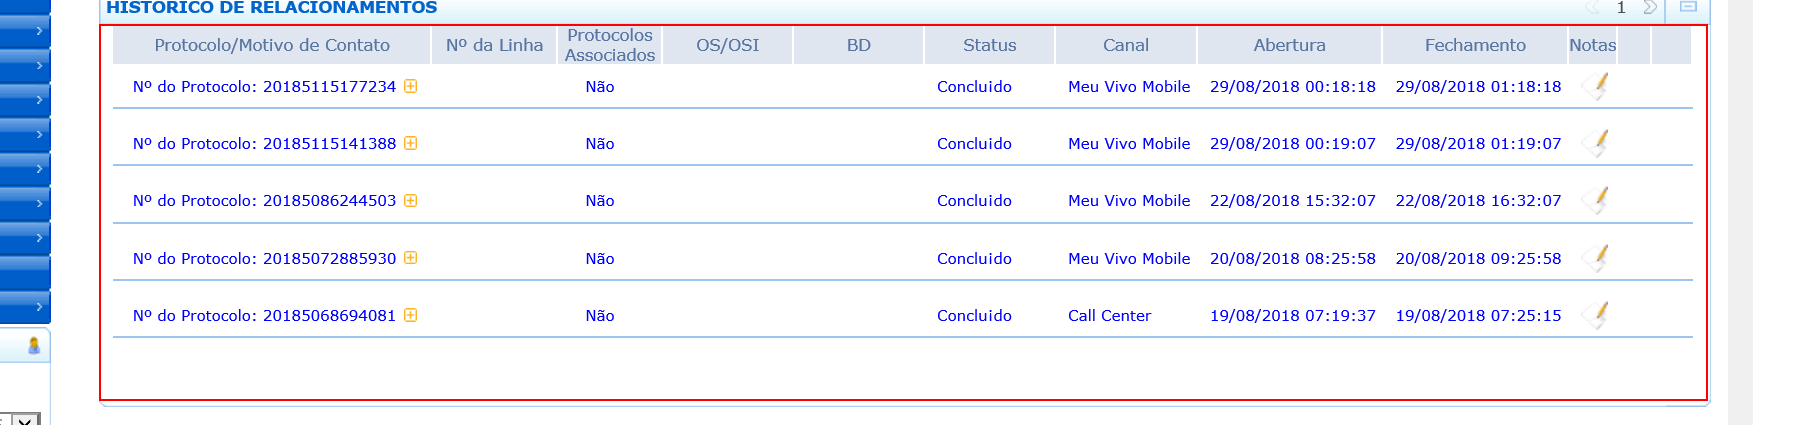 HISTÓRICO DE RELACIONAMENTOS 1
Protocolo/Motivo de Contato Nº da Linha Protocolos Associados OS/OSI BD Status Canal Abertura Fechamento Notas
Nº do Protocolo: 20185115177234 Não Concluido Meu Vivo Mobile 29/08/2018 00:18:18 29/08/2018 01:18:18
Nº do Protocolo: 20185115141388 Não Concluido Meu Vivo Mobile 29/08/2018 00:19:07 29/08/2018 01:19:07
Nº do Protocolo: 20185086244503 Não Concluido Meu Vivo Mobile 22/08/2018 15:32:07 22/08/2018 16:32:07
Nº do Protocolo: 20185072885930 Não Concluido Meu Vivo Mobile 20/08/2018 08:25:58 20/08/2018 09:25:58
Nº do Protocolo: 20185068694081 Não Concluido Call Center 19/08/2018 07:19:37 19/08/2018 07:25:15